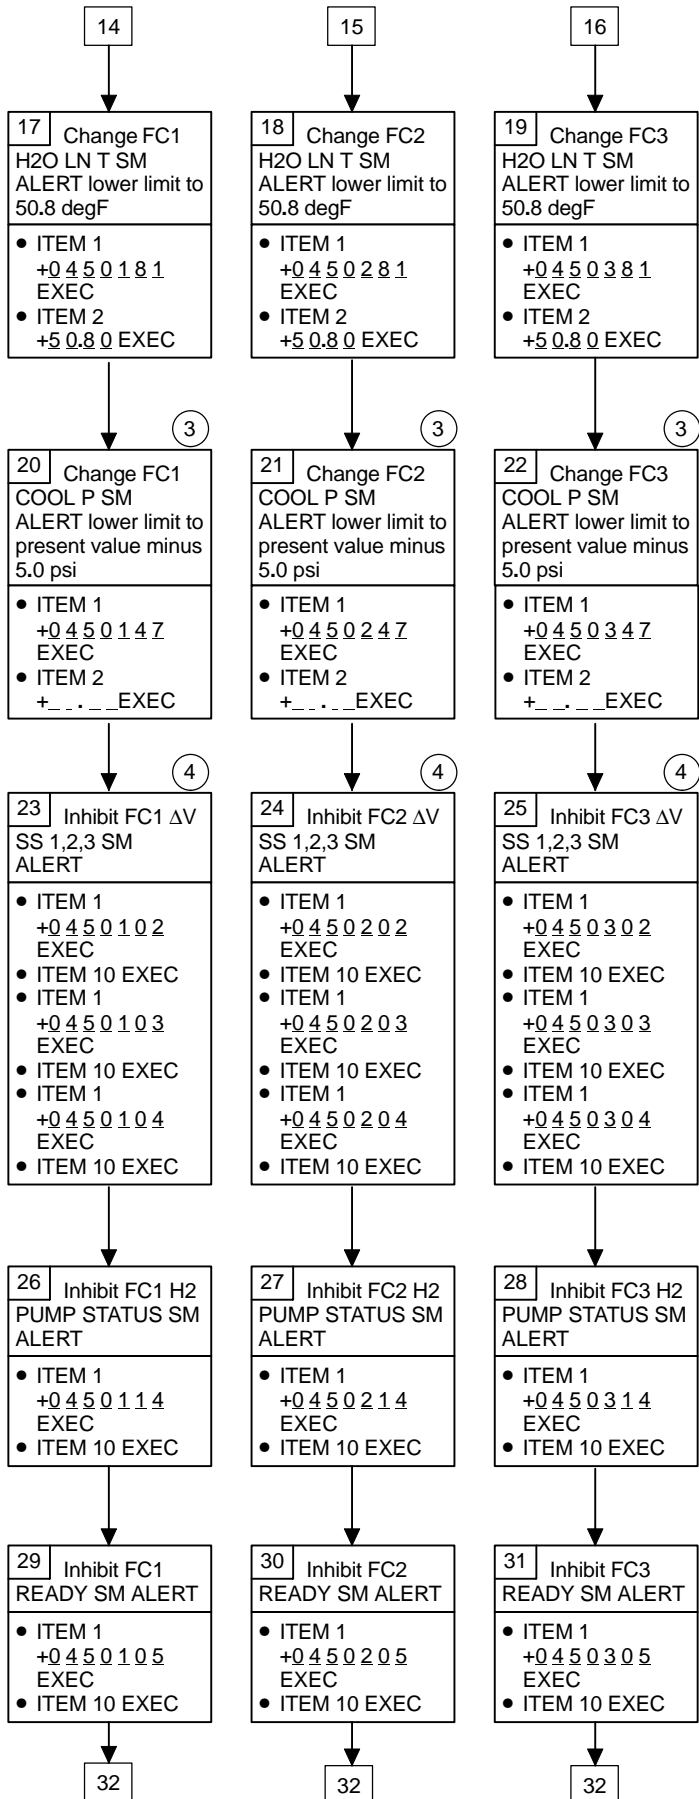 14
17 Change FC1
H2O LN T SM
ALERT lower limit to
50.8 degF
• ITEM 1
+0 4 5 0 1 8 1
EXEC
• ITEM 2
+5 0.8 0 EXEC
3
20 Change FC1
COOL P SM
ALERT lower limit to
present value minus
5.0 psi
• ITEM 1
+0 4 5 0 1 4 7
EXEC
• ITEM 2
+_ _. _ _EXEC
4
23 Inhibit FC1 ΔV
SS 1,2,3 SM
ALERT
• ITEM 1
+0 4 5 0 1 0 2
EXEC
• ITEM 10 EXEC
• ITEM 1
+0 4 5 0 1 0 3
EXEC
• ITEM 10 EXEC
• ITEM 1
+0 4 5 0 1 0 4
EXEC
• ITEM 10 EXEC
26 Inhibit FC1 H2
PUMP STATUS SM
ALERT
• ITEM 1
+0 4 5 0 1 1 4
EXEC
• ITEM 10 EXEC
29 Inhibit FC1
READY SM ALERT
• ITEM 1
+0 4 5 0 1 0 5
EXEC
• ITEM 10 EXEC
32
15
18 Change FC2
H2O LN T SM
ALERT lower limit to
50.8 degF
• ITEM 1
+0 4 5 0 2 8 1
EXEC
• ITEM 2
+5 0.8 0 EXEC
3
21 Change FC2
COOL P SM
ALERT lower limit to
present value minus
5.0 psi
• ITEM 1
+0 4 5 0 2 4 7
EXEC
• ITEM 2
+_ _. _ _EXEC
4
24 Inhibit FC2 ΔV
SS 1,2,3 SM
ALERT
• ITEM 1
+0 4 5 0 2 0 2
EXEC
• ITEM 10 EXEC
• ITEM 1
+0 4 5 0 2 0 3
EXEC
• ITEM 10 EXEC
• ITEM 1
+0 4 5 0 2 0 4
EXEC
• ITEM 10 EXEC
27 Inhibit FC2 H2
PUMP STATUS SM
ALERT
• ITEM 1
+0 4 5 0 2 1 4
EXEC
• ITEM 10 EXEC
30 Inhibit FC2
READY SM ALERT
• ITEM 1
+0 4 5 0 2 0 5
EXEC
• ITEM 10 EXEC
32
16
19 Change FC3
H2O LN T SM
ALERT lower limit to
50.8 degF
• ITEM 1
+0 4 5 0 3 8 1
EXEC
• ITEM 2
+5 0.8 0 EXEC
3
22 Change FC3
COOL P SM
ALERT lower limit to
present value minus
5.0 psi
• ITEM 1
+0 4 5 0 3 4 7
EXEC
• ITEM 2
+_ _. _ _EXEC
4
25 Inhibit FC3 ΔV
SS 1,2,3 SM
ALERT
• ITEM 1
+0 4 5 0 3 0 2
EXEC
• ITEM 10 EXEC
• ITEM 1
+0 4 5 0 3 0 3
EXEC
• ITEM 10 EXEC
• ITEM 1
+0 4 5 0 3 0 4
EXEC
• ITEM 10 EXEC
28 Inhibit FC3 H2
PUMP STATUS SM
ALERT
• ITEM 1
+0 4 5 0 3 1 4
EXEC
• ITEM 10 EXEC
31 Inhibit FC3
READY SM ALERT
• ITEM 1
+0 4 5 0 3 0 5
EXEC
• ITEM 10 EXEC
32